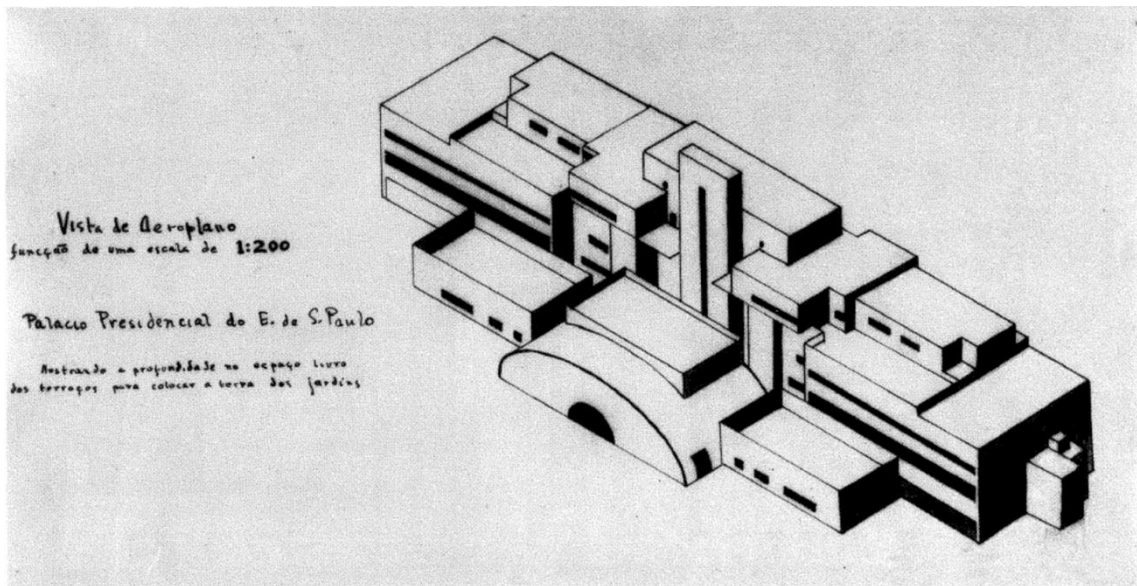 Vista de Aeroplano
funcção de uma escala de 1:200
Palacio Presidencial do E. de S. Paulo
Mostrando a profundidade no espaço livro
dos terraços para colocar a terra dos jardins